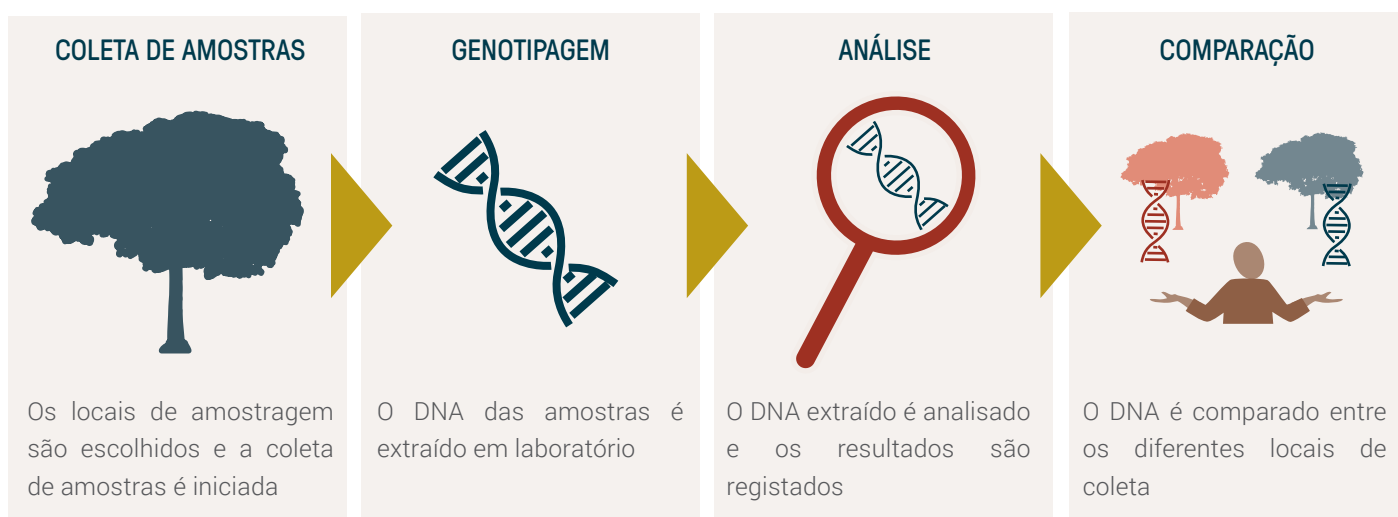 COLETA DE AMOSTRAS
Os locais de amostragem
são escolhidos e a coleta
de amostras é iniciada
GENOTIPAGEM
O DNA das amostras é
extraído em laboratório
ANÁLISE
O DNA extraído é analisado
e os resultados são
registados
COMPARAÇÃO
O DNA é comparado entre
os diferentes locais de
coleta